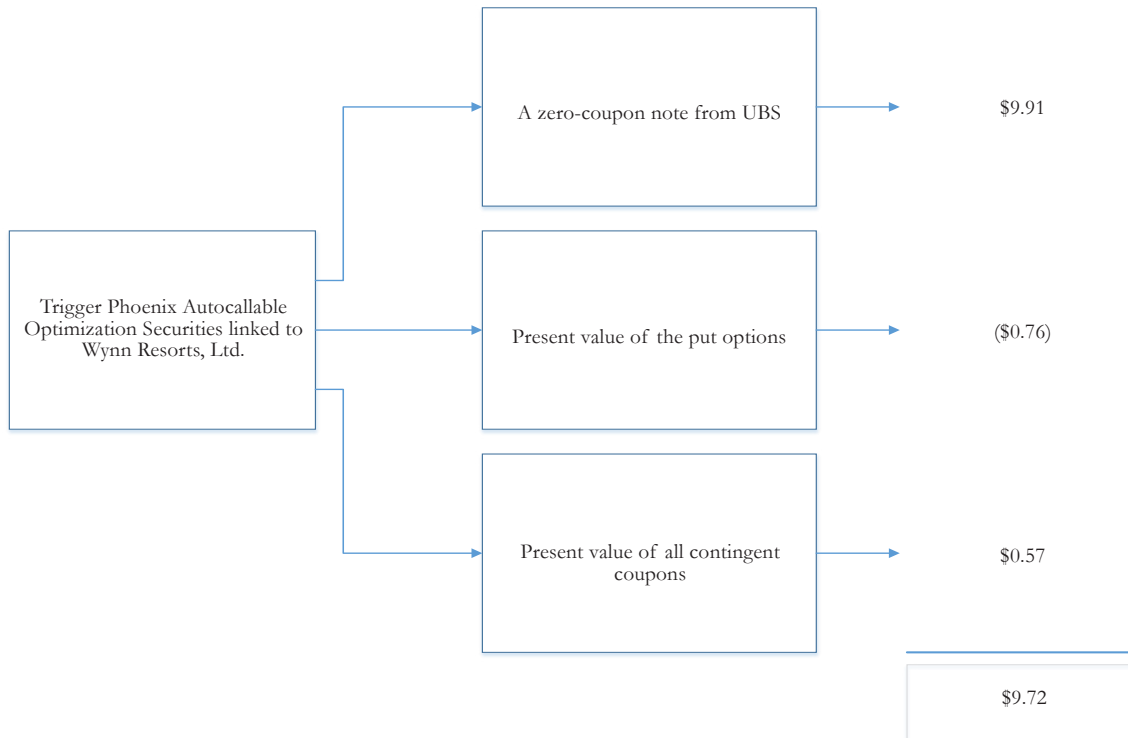 A zero-coupon note from UBS
$9.91
Trigger Phoenix Autocallable
Optimization Securities linked to
Wynn Resorts, Ltd.
Present value of the put options
($0.76)
Present value of all contingent
coupons
$0.57
$9.72